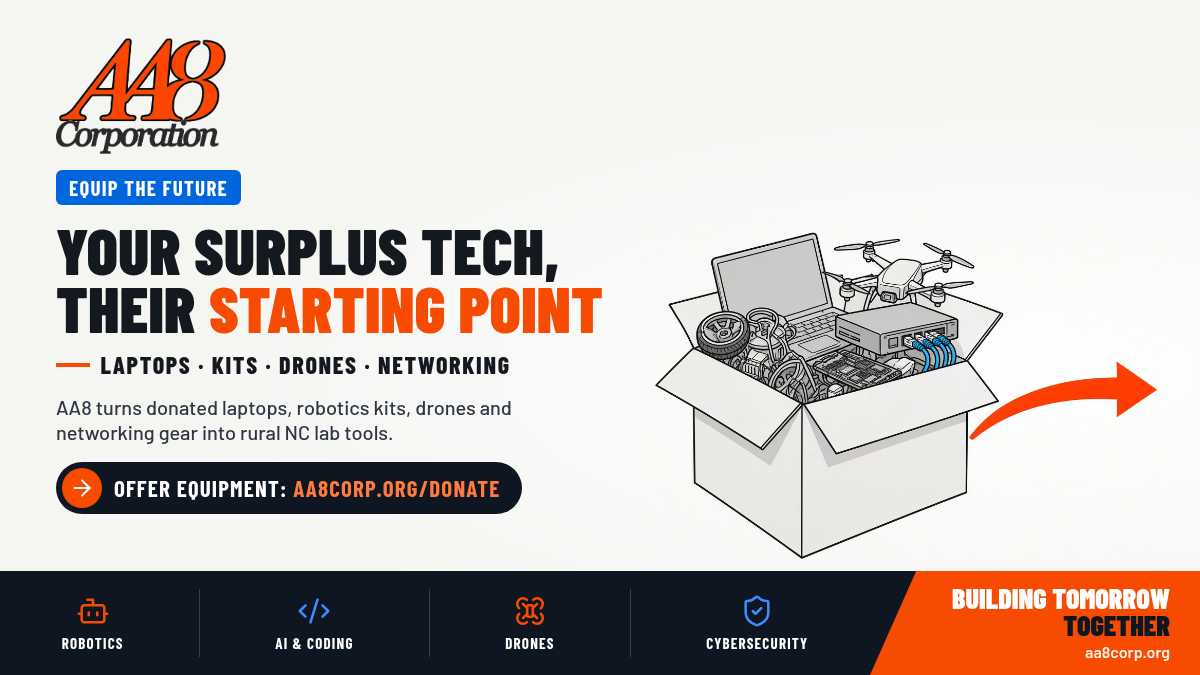 AA8
Corporation
EQUIP THE FUTURE
YOUR SURPLUS TECH,
THEIR STARTING POINT
LAPTOPS · KITS · DRONES · NETWORKING
AA8 turns donated laptops, robotics kits, drones and
networking gear into rural NC lab tools.
OFFER EQUIPMENT: AA8CORP.ORG/DONATE
ROBOTICS
AI & CODING
DRONES
CYBERSECURITY
BUILDING TOMORROW
TOGETHER
aa8corp.org